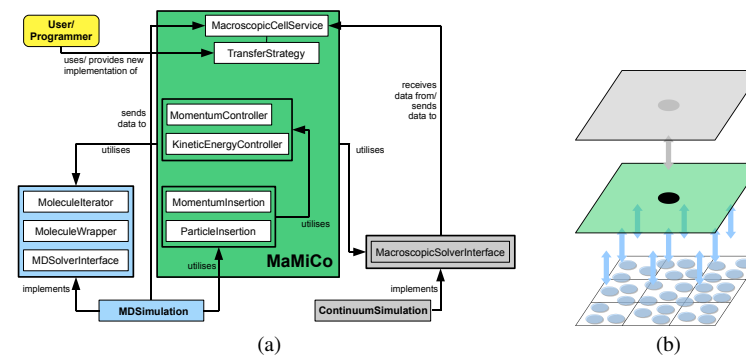 User/
Programmer
MacroscopicCellService
TransferStrategy
uses/ provides new
implementation of
receives
data from/
sends
data to
sends
data to
MomentumController
KineticEnergyController
utilises
utilises
MoleculeIterator
MoleculeWrapper
MDSolverInterface
MomentumInsertion
ParticleInsertion
utilises
MaMiCo
MacroscopicSolverInterface
utilises
implements
implements
MDSimulation
ContinuumSimulation
(a)
(b)